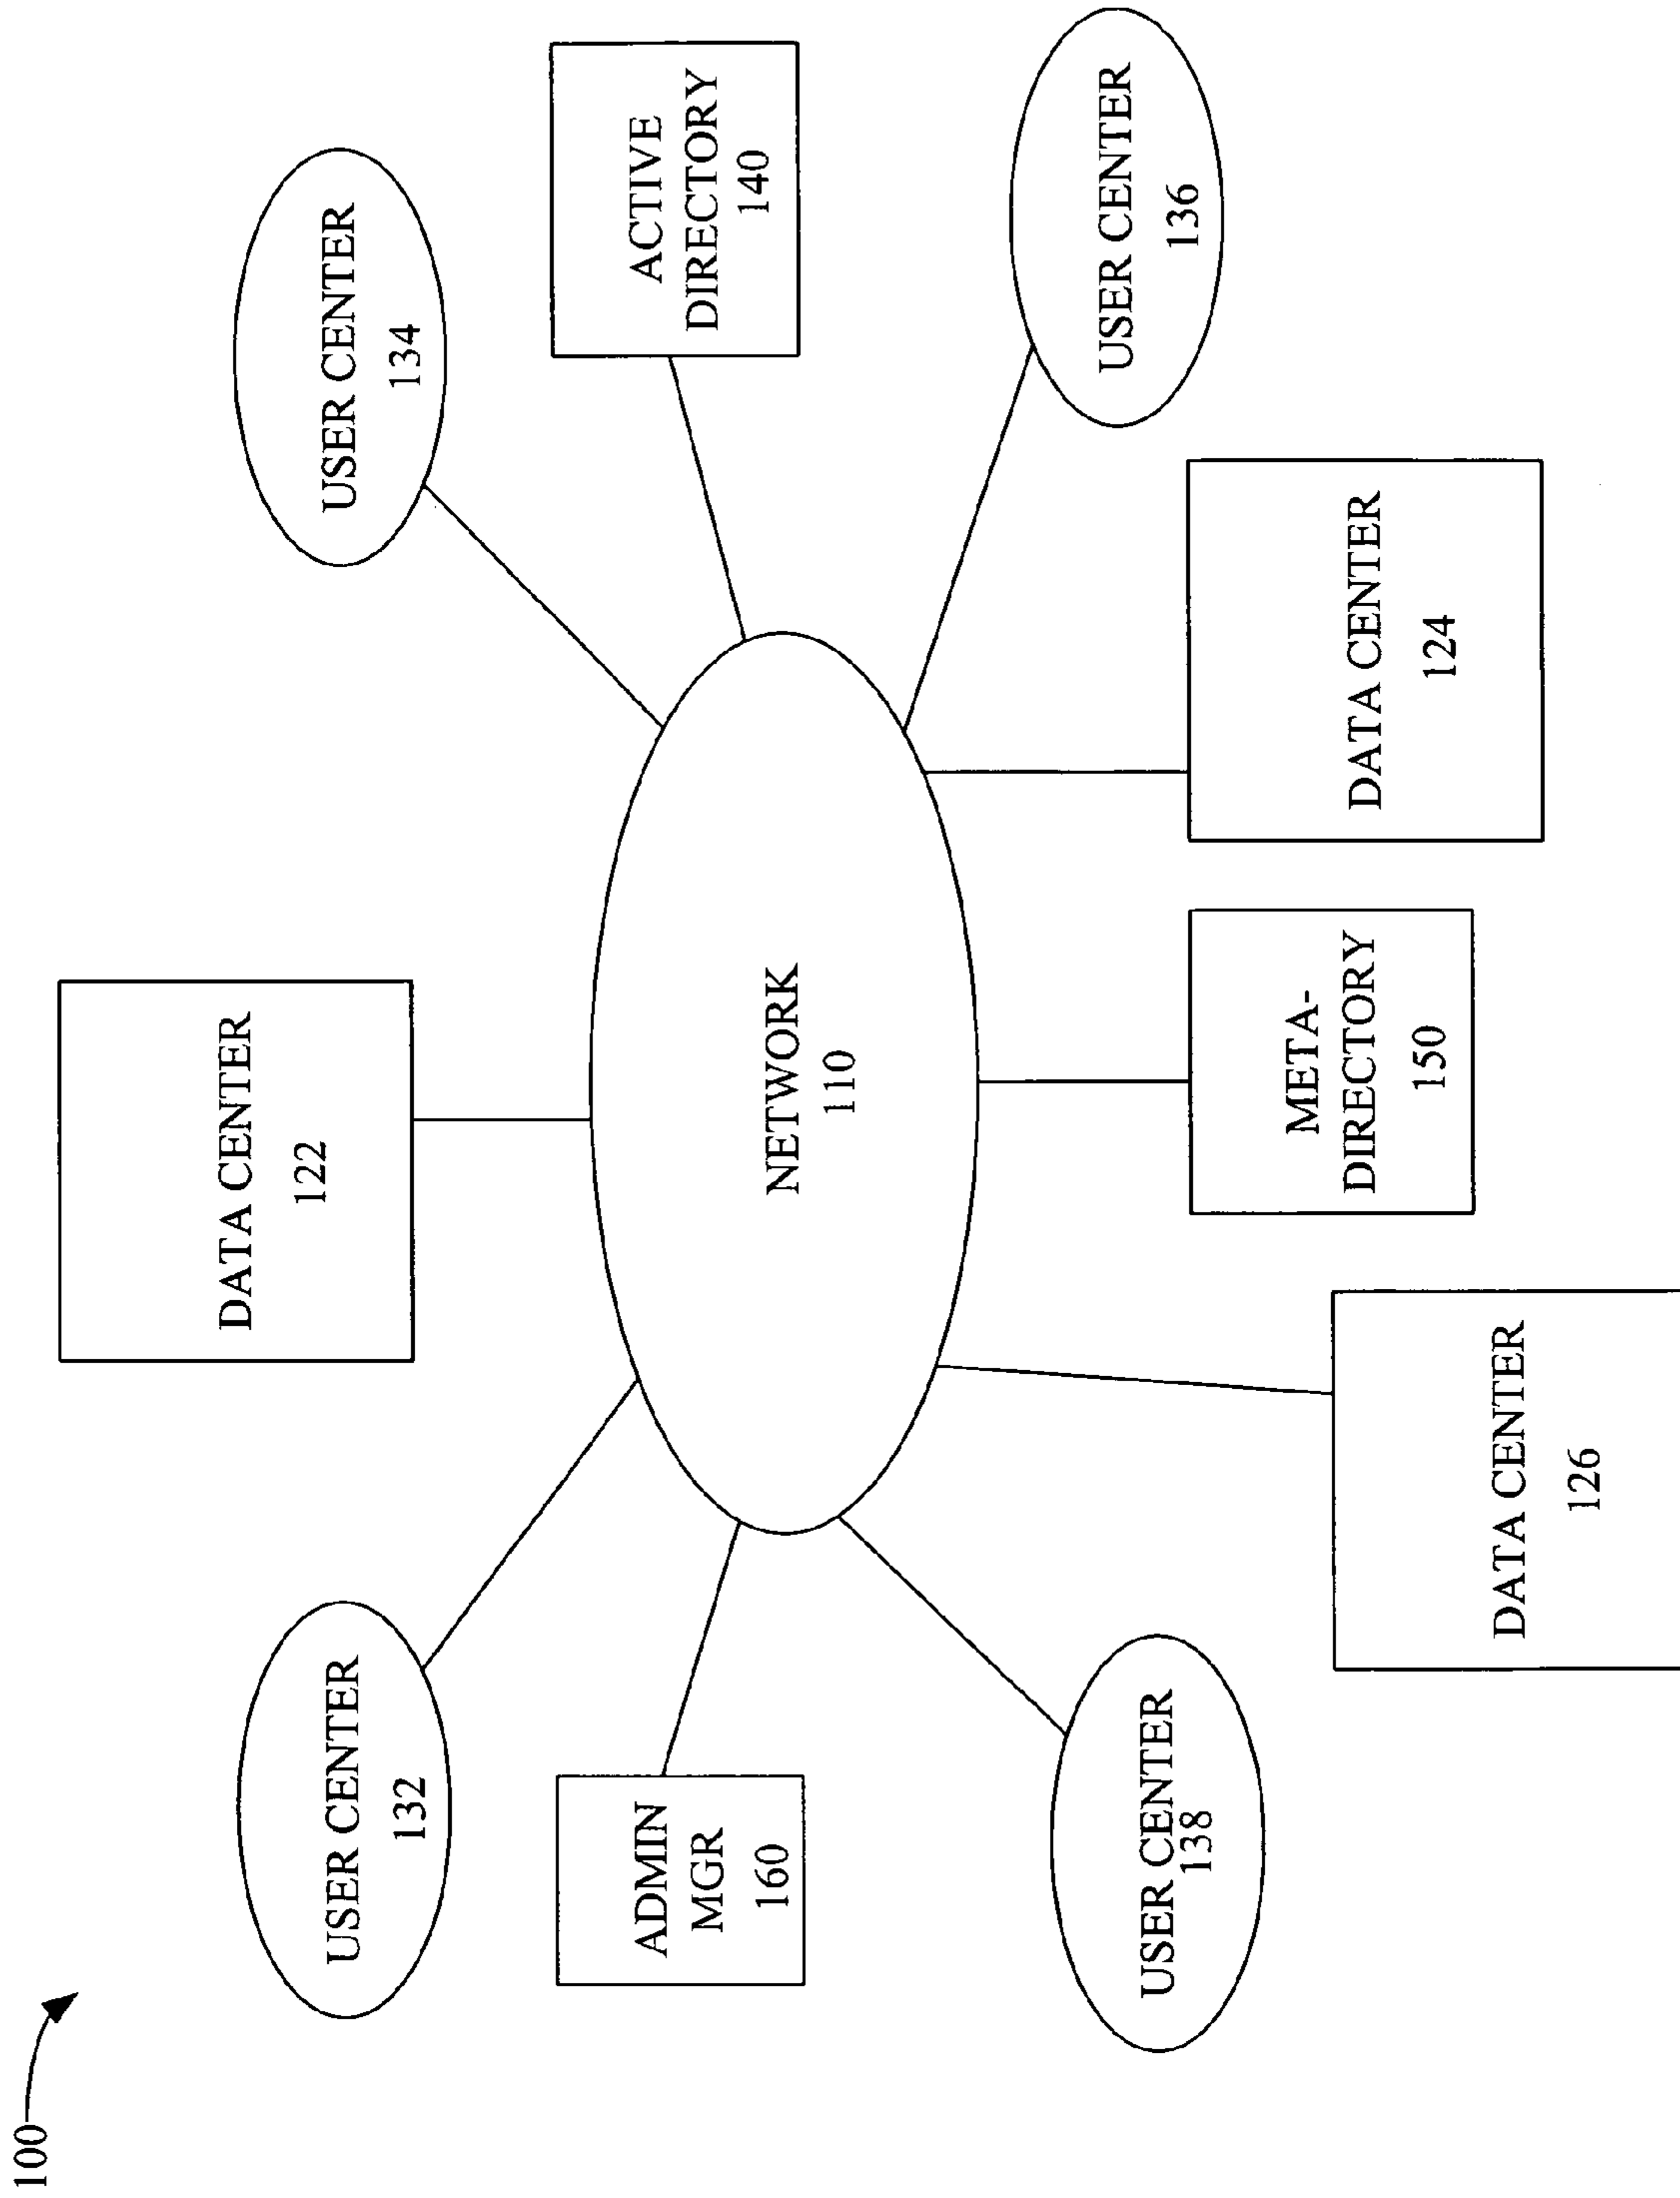 100
DATA CENTER
122
USER CENTER
132
USER CENTER
134
ADMIN
MGR
160
NETWORK
110
ACTIVE
DIRECTORY
140
USER CENTER
138
USER CENTER
136
DATA CENTER
126
META-
DIRECTORY
150
DATA CENTER
124